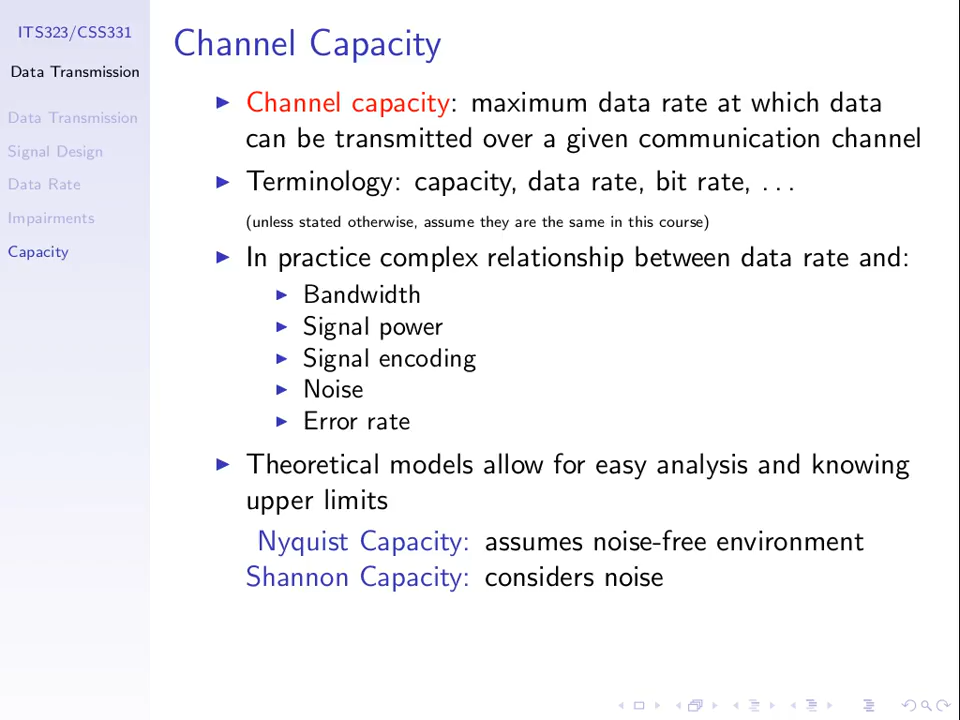 ITS323/CSS331
Data Transmission
Data Transmission
Signal Design
Data Rate
Impairments
Capacity
Channel Capacity
Channel capacity: maximum data rate at which data
can be transmitted over a given communication channel
Terminology: capacity, data rate, bit rate, . . .
(unless stated otherwise, assume they are the same in this course)
In practice complex relationship between data rate and:
Bandwidth
Signal power
Signal encoding
Noise
Error rate
Theoretical models allow for easy analysis and knowing
upper limits
Nyquist Capacity: assumes noise-free environment
Shannon Capacity: considers noise